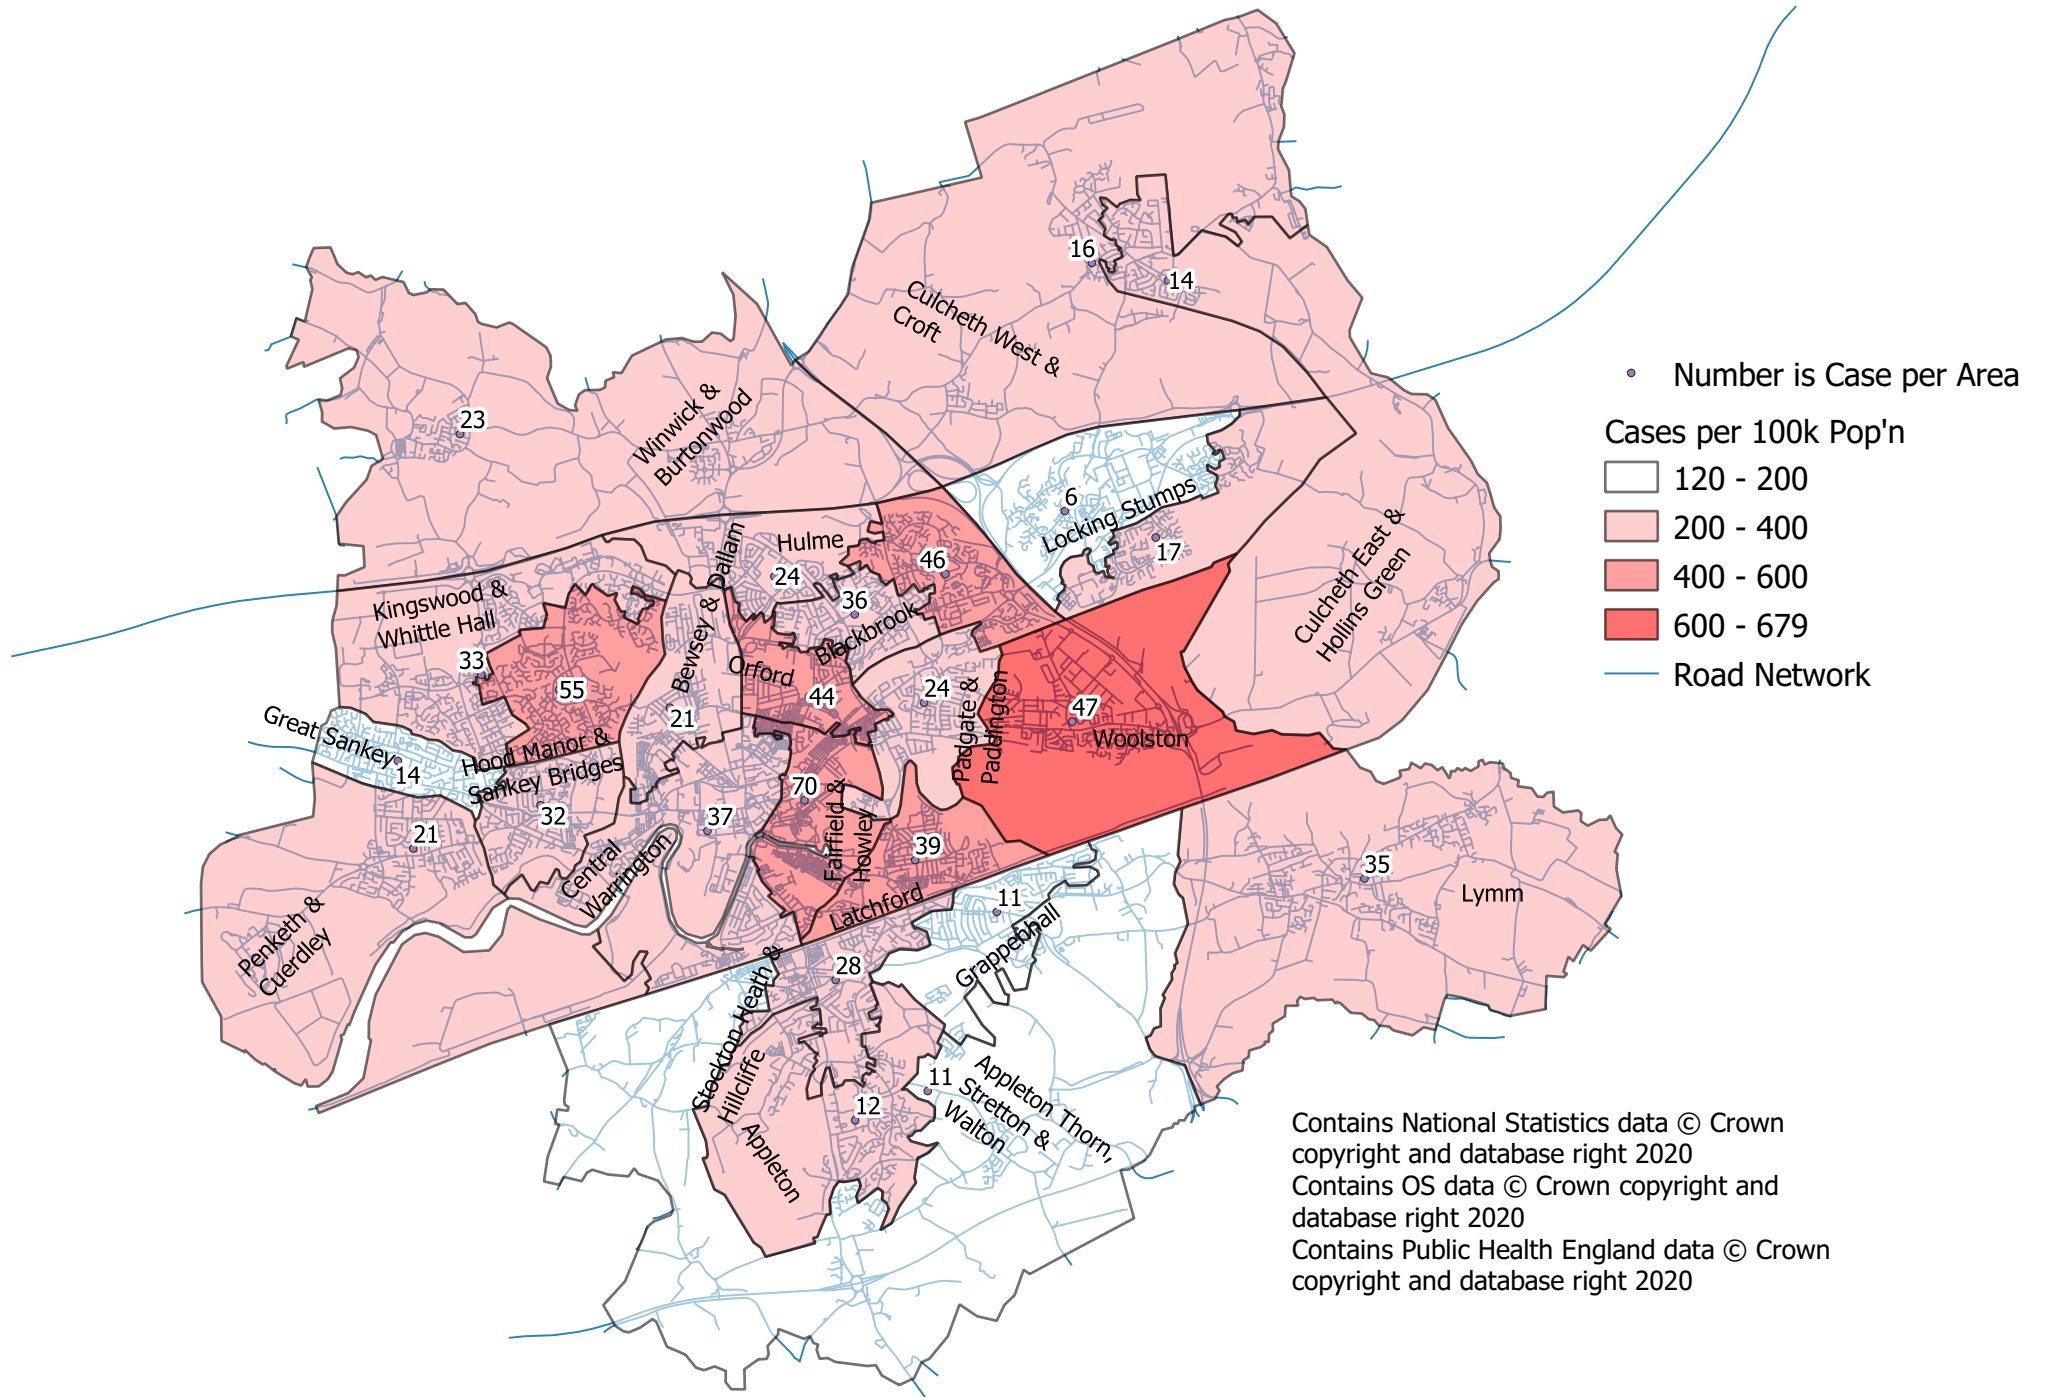 16
14
Culcheth West &
Croft
23
Winwick &
Burtonwood
Number is Case per Area
Cases per 100k Pop'n
120 - 200
200 - 400
400 - 600
600 - 679
Road Network
6
Locking Stumps
17
Hulme
24
46
36
Blackbrook
Bewsey & Dallam
21
Kingswood &
Whittle Hall
33
55
Orford
44
24
Padgate &
Paddington
47
Woolston
Culcheth East &
Hollins Green
Great Sankey
14
Hood Manor &
Sankey Bridges
32
21
Penketh &
Cuerdley
37
Central
Warrington
70
Fairfield &
Howley
39
Latchford
11
Grappenhall
35
Lymm
28
Stockton Heath &
Hillcliffe
12
Appleton
11
Appleton Thorn,
Stretton &
Walton
Contains National Statistics data © Crown
copyright and database right 2020
Contains OS data © Crown copyright and
database right 2020
Contains Public Health England data © Crown
copyright and database right 2020